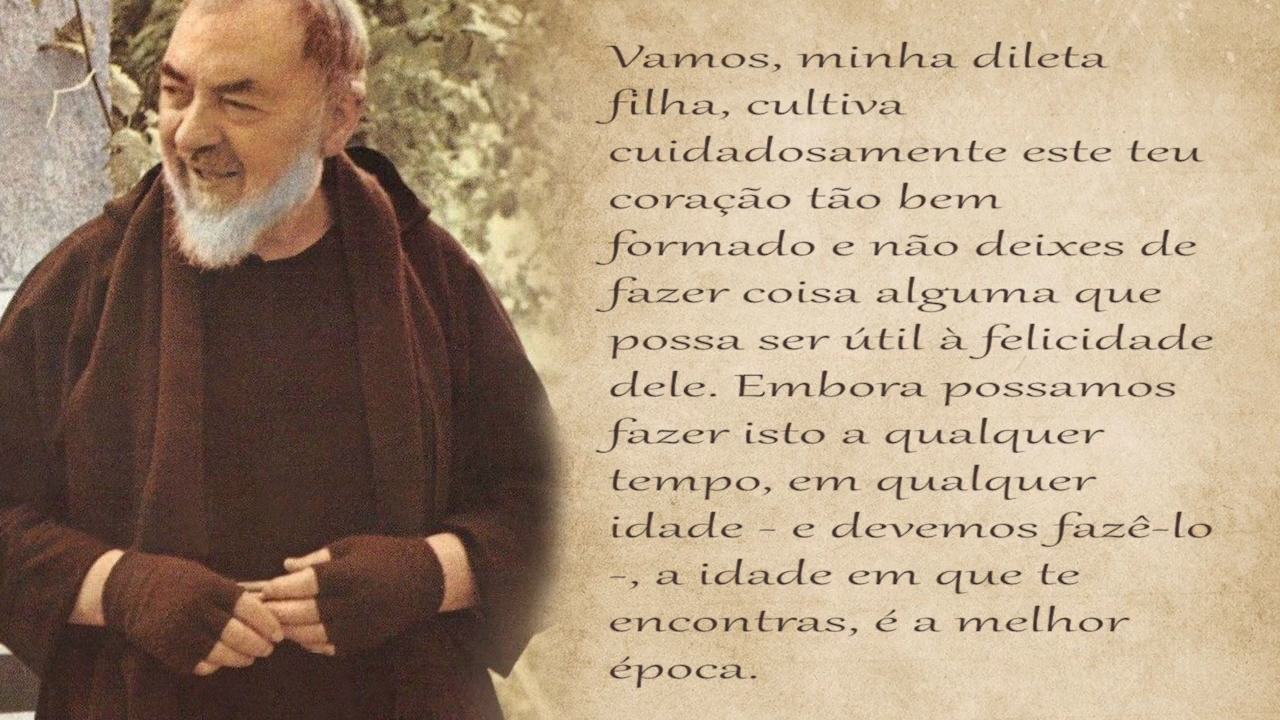 Vamos, minha dileta
filha, cultiva
cuidadosamente este teu
coração tão bem
formado e não deixes de
fazer coisa alguma que
possa ser útil à felicidade
dele. Embora possamos
fazer isto a qualquer
tempo, em qualquer
idade - e devemos fazê-lo
-, a idade em que te
encontras, é a melhor
época.